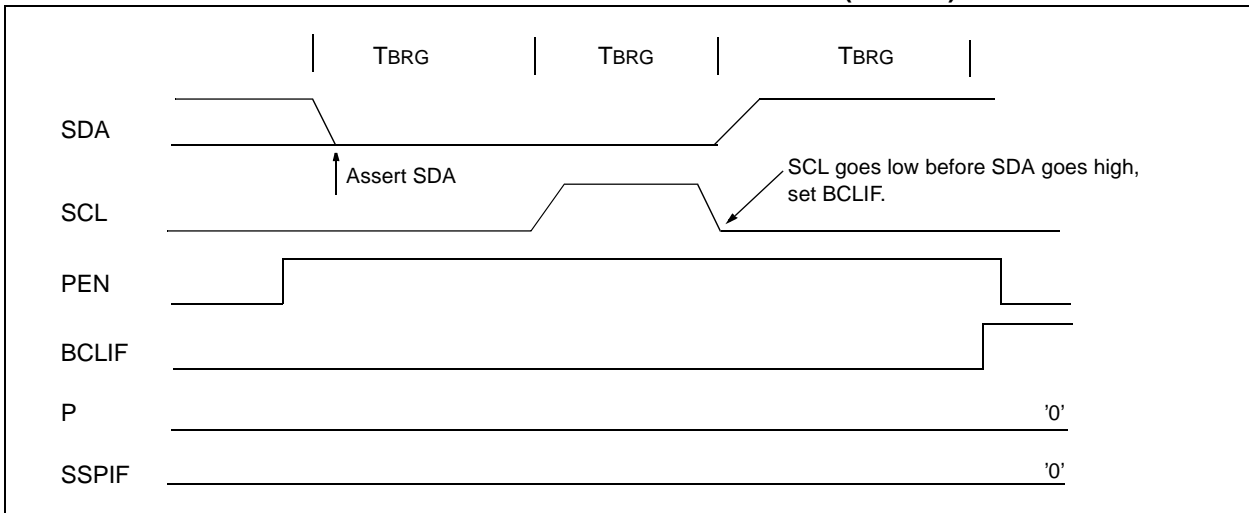 TBRG TBRG TBRG
SDA
Assert SDA
SCL goes low before SDA goes high,
set BCLIF.
SCL
PEN
BCLIF
P '0'
SSPIF '0'